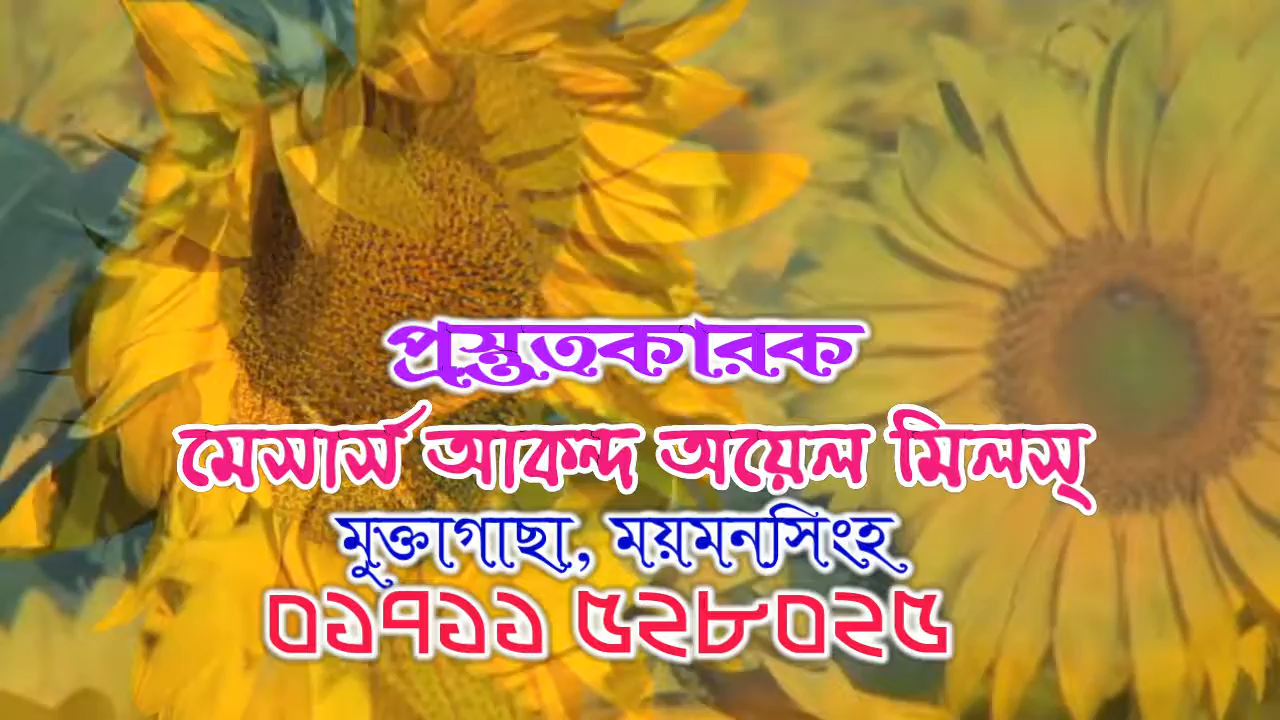 প্রস্তুতকারক
মেসার্স আকন্দ অয়েল মিলস্
মুক্তাগাছা, ময়মনসিংহ
০১৭১১ ৫২৮০২৫